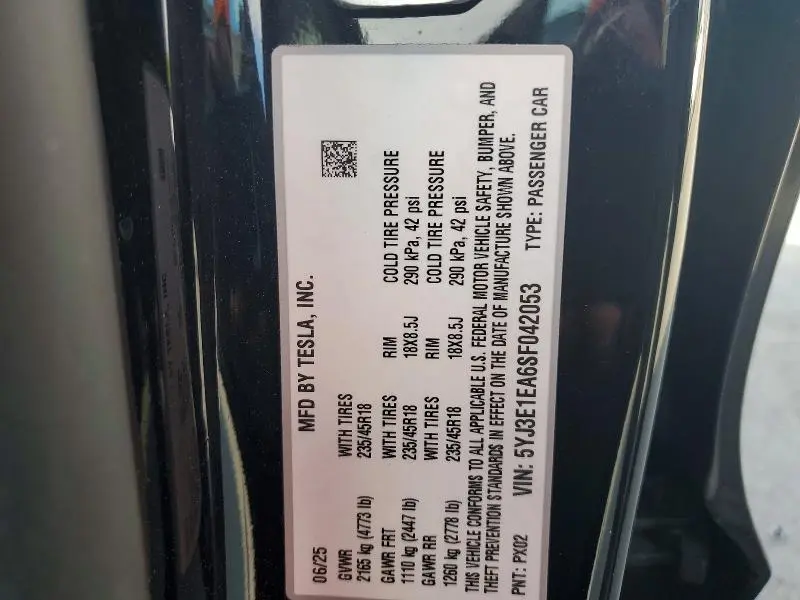 MFD BY TESLA, INC.
06/25
GVWR WITH TIRES
2165 kg (4773 lb) 235/45R18
GAWR FRT WITH TIRES RIM COLD TIRE PRESSURE
1110 kg (2447 lb) 235/45R18 18X8.5J 290 kPa, 42 psi
GAWR RR WITH TIRES RIM COLD TIRE PRESSURE
1260 kg (2778 lb) 235/45R18 18X8.5J 290 kPa, 42 psi
THIS VEHICLE CONFORMS TO ALL APPLICABLE U.S. FEDERAL MOTOR VEHICLE SAFETY, BUMPER, AND
THEFT PREVENTION STANDARDS IN EFFECT ON THE DATE OF MANUFACTURE SHOWN ABOVE.
PNT: PX02 VIN: 5YJ3E1EA6SF042053 TYPE: PASSENGER CAR